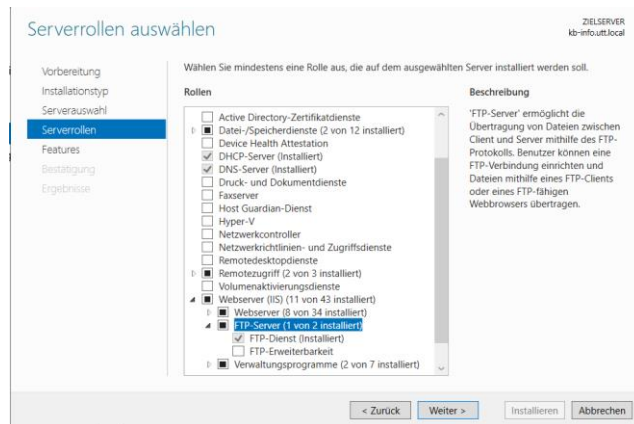 Serverrollen auswählen
ZIELSERVER
kb-info.utt.local
Vorbereitung
Installationstyp
Serverauswahl
Serverrollen
Features
Bestätigung
Ergebnisse
Wählen Sie mindestens eine Rolle aus, die auf dem ausgewählten Server installiert werden soll.
Rollen
Active Directory-Zertifikatdienste
Datei-/Speicherdienste (2 von 12 installiert)
Device Health Attestation
DHCP-Server (Installiert)
DNS-Server (Installiert)
Druck- und Dokumentdienste
Faxserver
Host Guardian-Dienst
Hyper-V
Netzwerkcontroller
Netzwerkrichtlinien- und Zugriffsdienste
Remotedesktopdienste
Remotezugriff (2 von 3 installiert)
Volumenaktivierungsdienste
Webserver (IIS) (11 von 43 installiert)
Webserver (8 von 34 installiert)
FTP-Server (1 von 2 installiert)
FTP-Dienst (Installiert)
FTP-Erweiterbarkeit
Verwaltungsprogramme (2 von 7 installiert)
Beschreibung
'FTP-Server' ermöglicht die
Übertragung von Dateien zwischen
Client und Server mithilfe des FTP-
Protokolls. Benutzer können eine
FTP-Verbindung einrichten und
Dateien mithilfe eines FTP-Clients
oder eines FTP-fähigen
Webbrowsers übertragen.
< Zurück
Weiter >
Installieren
Abbrechen